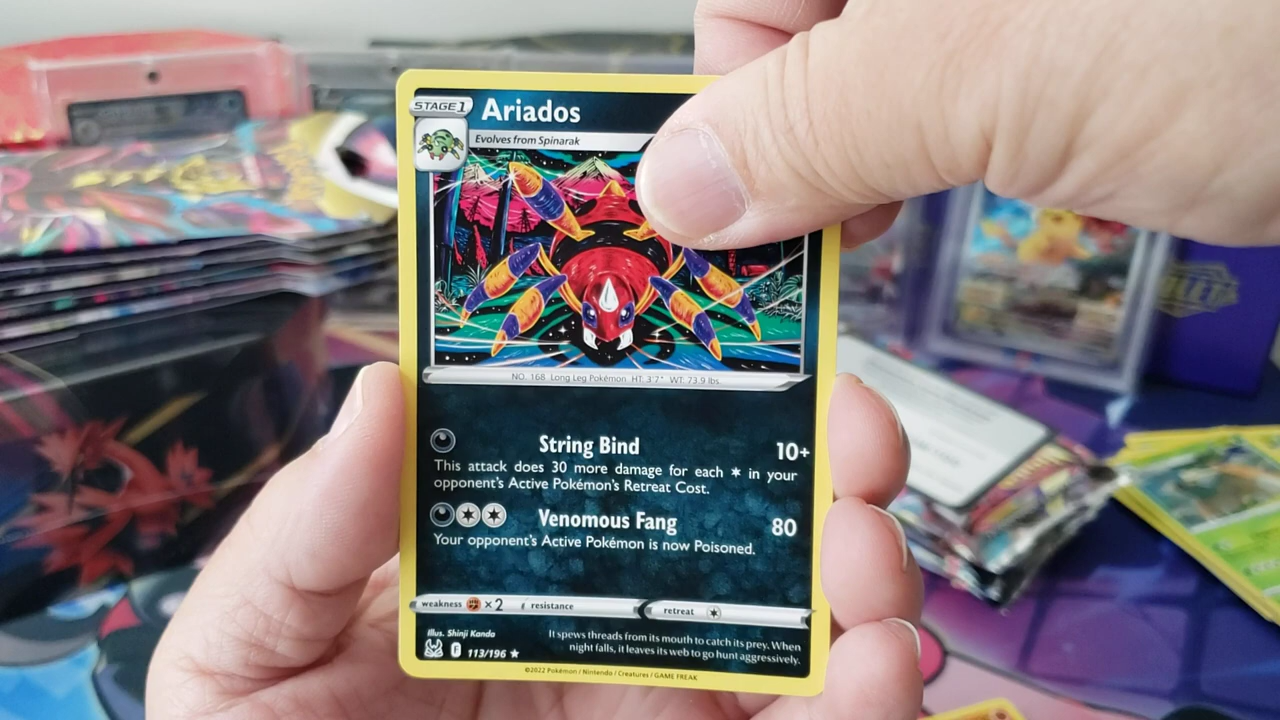 STAGE 1
Ariados
Evolves from Spinarak
NO. 168 Long Leg Pokémon HT: 3'7" WT: 73.9 lbs.
String Bind 10+
This attack does 30 more damage for each ✶ in your
opponent's Active Pokémon's Retreat Cost.
Venomous Fang 80
Your opponent's Active Pokémon is now Poisoned.
weakness ×2 resistance retreat
Illus. Shinji Kanda
It spews threads from its mouth to catch its prey. When
night falls, it leaves its web to go hunt aggressively.
F 113/196 ★
©2022 Pokémon / Nintendo / Creatures / GAME FREAK